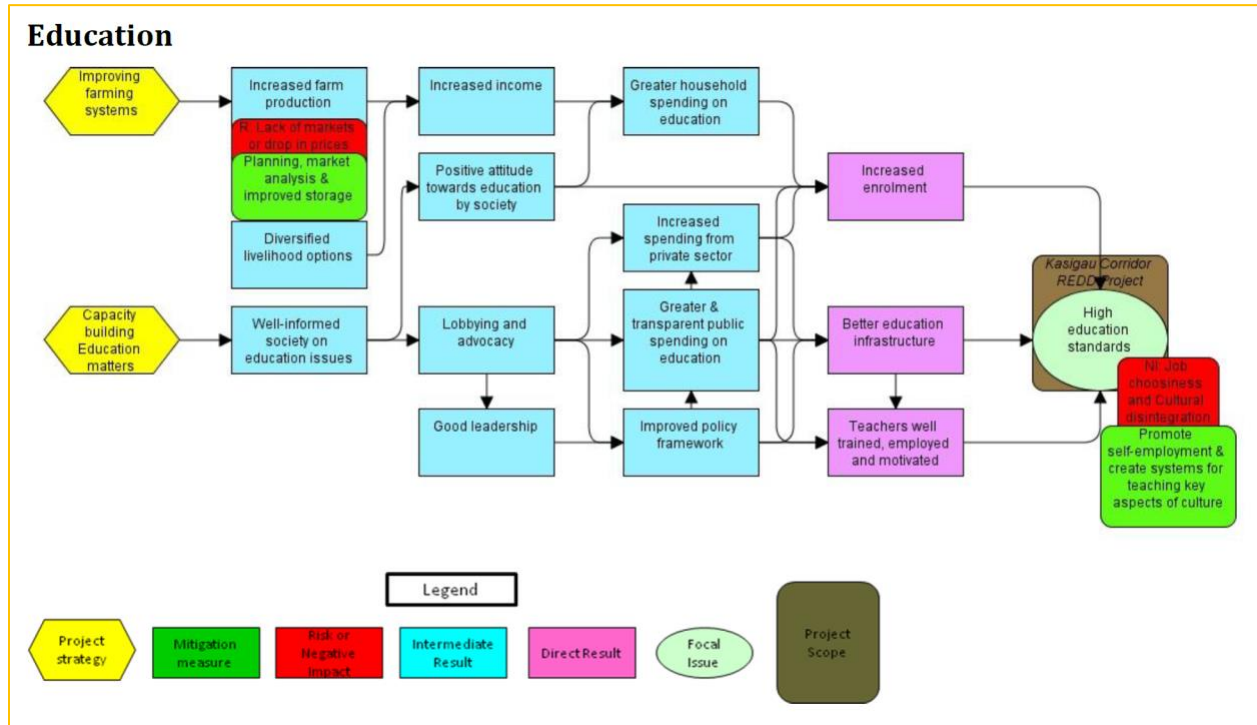 Education
Improving
farming
systems
Increased farm
production
R: Lack of markets
or drop in prices
Planning, market
analysis &
improved storage
Diversified
livelihood options
Increased income
Greater household
spending on
education
Positive attitude
towards education
by society
Increased
enrolment
Increased
spending from
private sector
Capacity
building
Education
matters
Well-informed
society on
education issues
Lobbying and
advocacy
Greater &
transparent public
spending on
education
Better education
infrastructure
Kasigau Corridor
REDD Project
High
education
standards
NI: Job
choosiness
and Cultural
disintegration
Promote
self-employment &
create systems for
teaching key
aspects of culture
Good leadership
Improved policy
framework
Teachers well
trained, employed
and motivated
Legend
Project
strategy
Mitigation
measure
Risk or
Negative
Impact
Intermediate
Result
Direct Result
Focal
Issue
Project
Scope